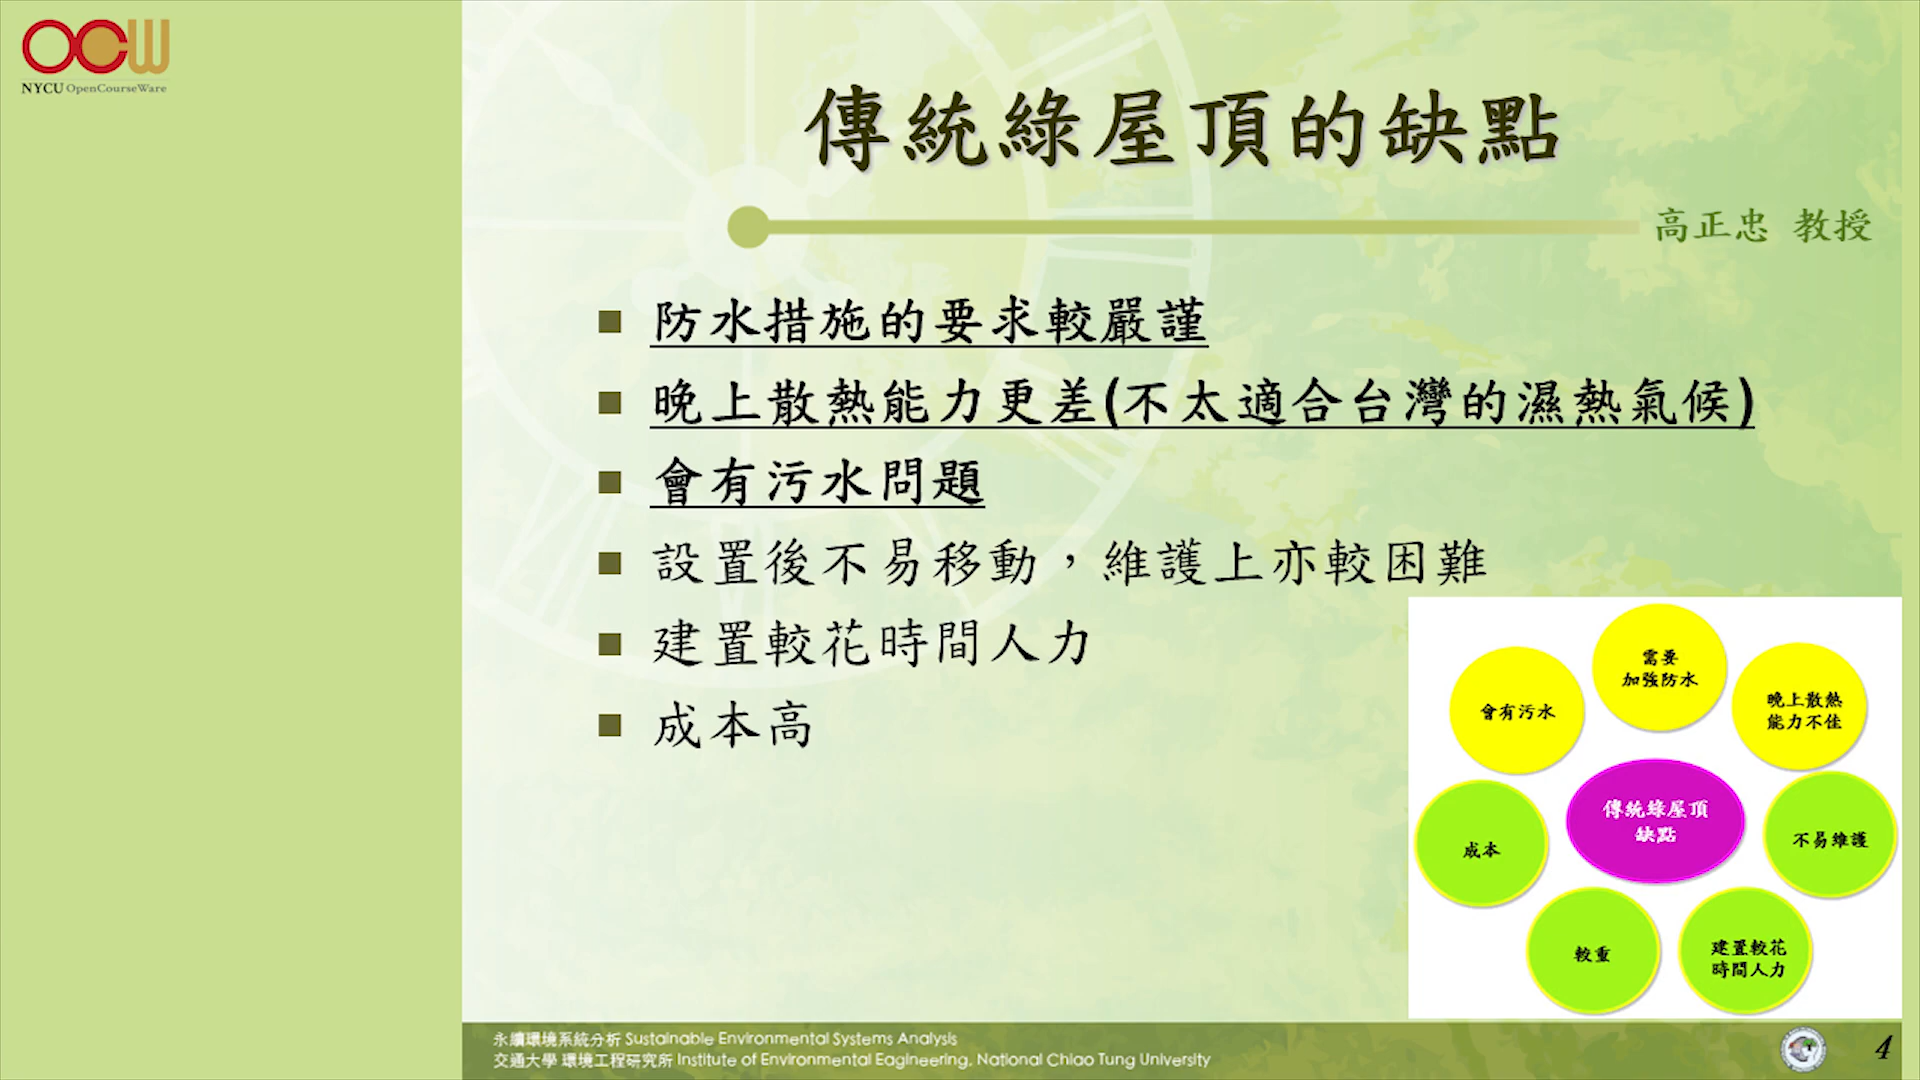 OCW
NYCU OpenCourseWare
傳統綠屋頂的缺點
高正忠 教授
防水措施的要求較嚴謹
晚上散熱能力更差(不太適合台灣的濕熱氣候)
會有污水問題
設置後不易移動，維護上亦較困難
建置較花時間人力
成本高
需要
加強防水
會有污水
晚上散熱
能力不佳
傳統綠屋頂
缺點
成本
不易維護
較重
建置較花
時間人力
永續環境系統分析 Sustainable Environmental Systems Analysis
交通大學 環境工程研究所 Institute of Environmental Eagineering, National Chiao Tung University
4